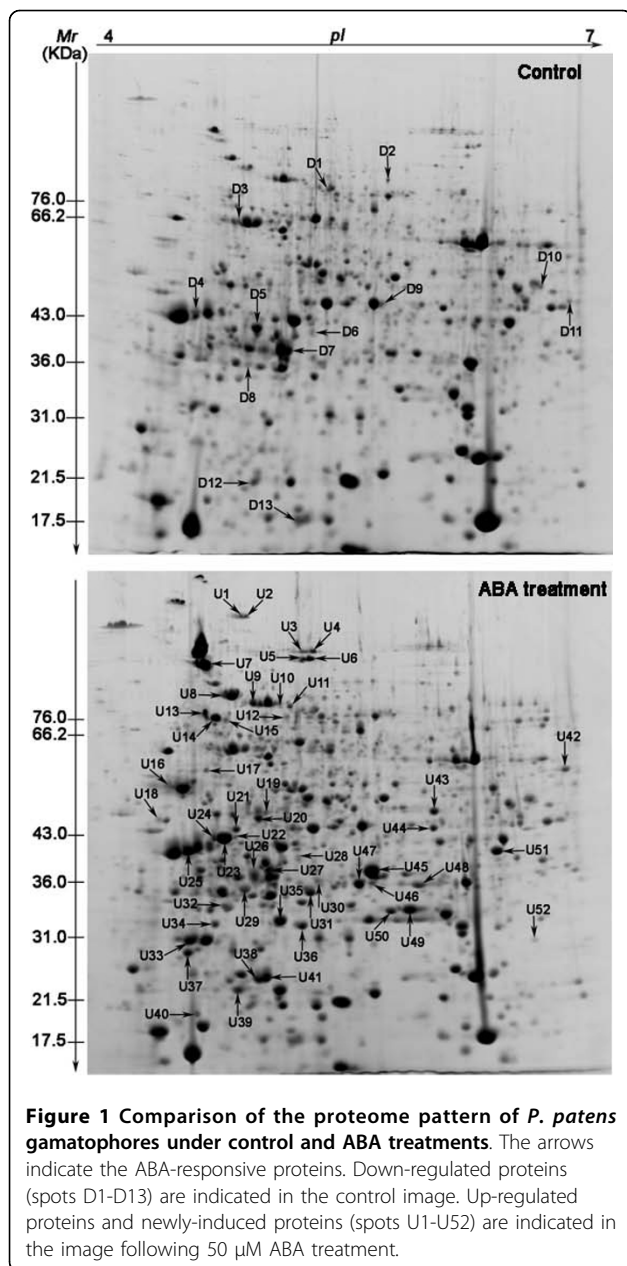 Mr 4 pI 7
(KDa)
Control
D1 D2
76.0
D3
66.2
D10
D4
D5 D9
43.0
D6 D11
D7
36.0
D8
31.0
21.5 D12
D13
17.5
ABA treatment
U1 U2
U3 U4
U5 U6
U7
U8 U9 U10 U11
U13 U12
76.0
U14 U15
66.2
U42
U17
U16
U19 U43
U18 U21
U24 U20 U44
43.0 U22
U26 U28 U47 U51
U25 U23 U27 U45 U48
36.0
U35 U46
U32 U29 U30
U31 U52
U34 U50 U49
31.0
U33 U36
U38
U37 U41
21.5
U39
U40
17.5
Figure 1 Comparison of the proteome pattern of P. patens
gamatophores under control and ABA treatments. The arrows
indicate the ABA-responsive proteins. Down-regulated proteins
(spots D1-D13) are indicated in the control image. Up-regulated
proteins and newly-induced proteins (spots U1-U52) are indicated in
the image following 50 μM ABA treatment.